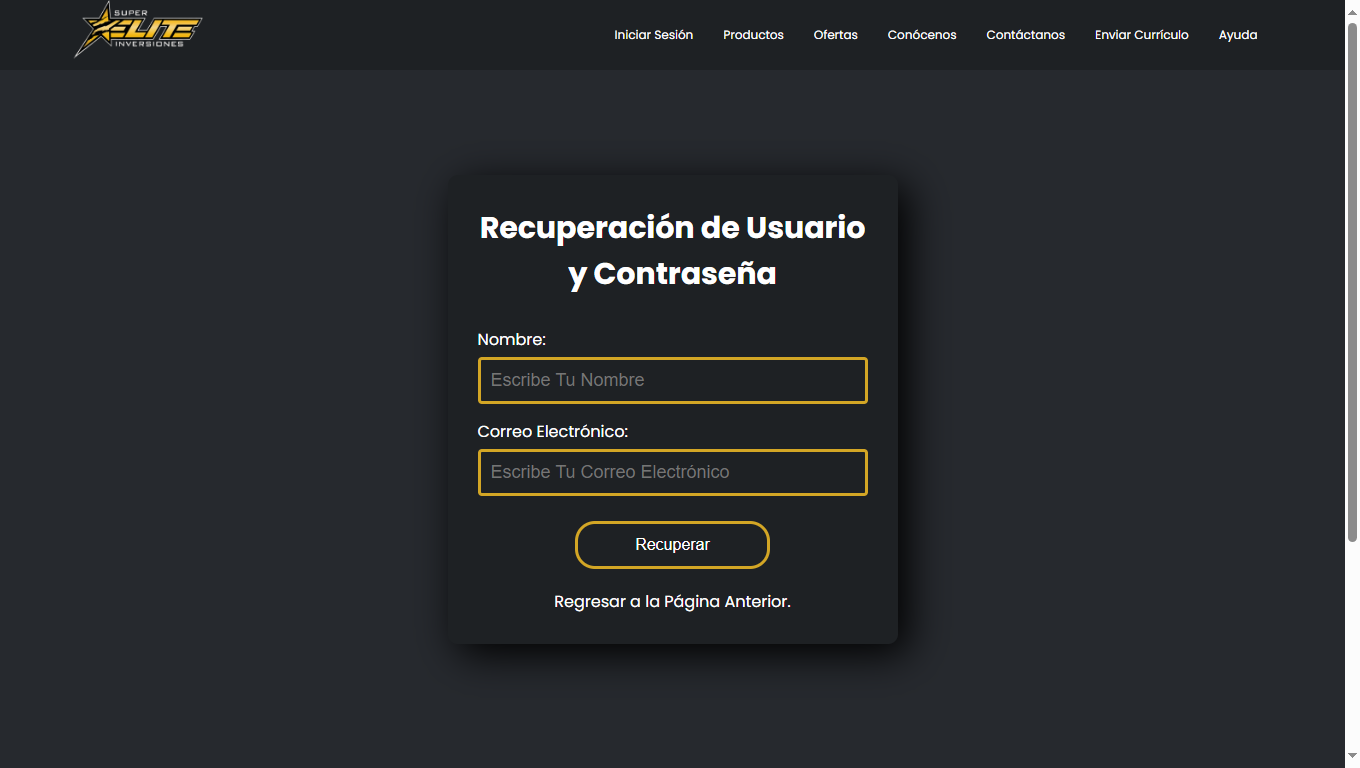 SUPER
ELITE
INVERSIONES
Iniciar Sesión Productos Ofertas Conócenos Contáctanos Enviar Currículo Ayuda
Recuperación de Usuario
y Contraseña
Nombre:
Escribe Tu Nombre
Correo Electrónico:
Escribe Tu Correo Electrónico
Recuperar
Regresar a la Página Anterior.